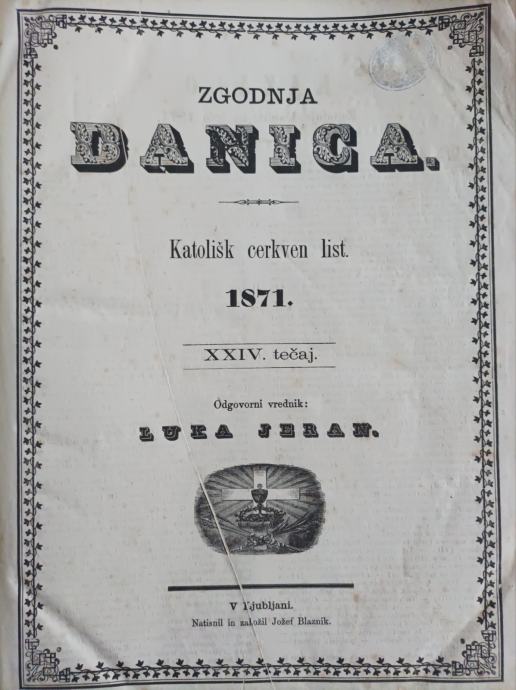 ZGODNJA
DANICA.
Katolišk cerkven list.
1871.
XXIV. tečaj.
Odgovorni vrednik:
LUKA JERAN.
V Ljubljani.
Natisnil in založil Jožef Blaznik.